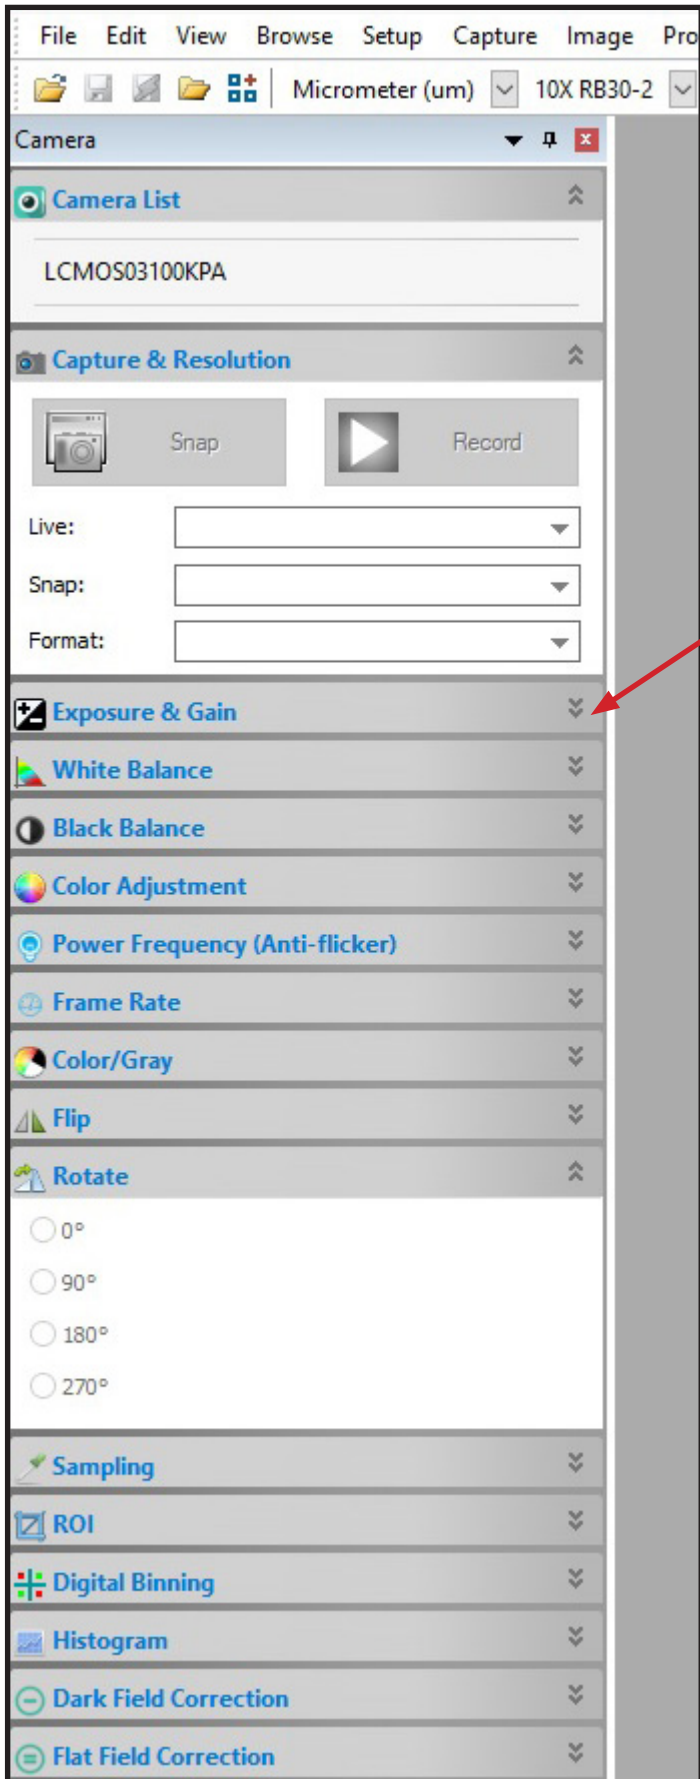 File Edit View Browse Setup Capture Image Pro
Micrometer (um) 10X RB30-2
Camera
Camera List
LCMOS03100KPA
Capture & Resolution
Snap Record
Live:
Snap:
Format:
Exposure & Gain
White Balance
Black Balance
Color Adjustment
Power Frequency (Anti-flicker)
Frame Rate
Color/Gray
Flip
Rotate
0°
90°
180°
270°
Sampling
ROI
Digital Binning
Histogram
Dark Field Correction
Flat Field Correction